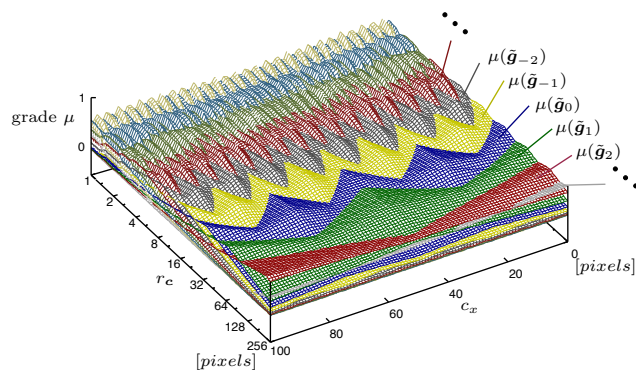 μ(g̃₋₂)
μ(g̃₋₁)
μ(g̃₀)
μ(g̃₁)
μ(g̃₂)
1
grade μ
0
1
2
4
8
16
32
64
128
256
r_c
[pixels]
100
80
60
40
20
0
c_x
[pixels]